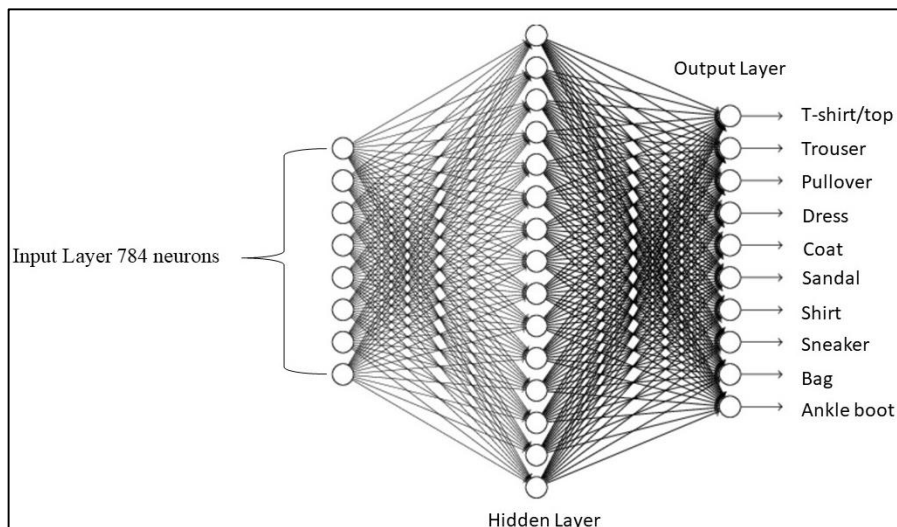 Output Layer
T-shirt/top
Trouser
Pullover
Dress
Input Layer 784 neurons
Coat
Sandal
Shirt
Sneaker
Bag
Ankle boot
Hidden Layer